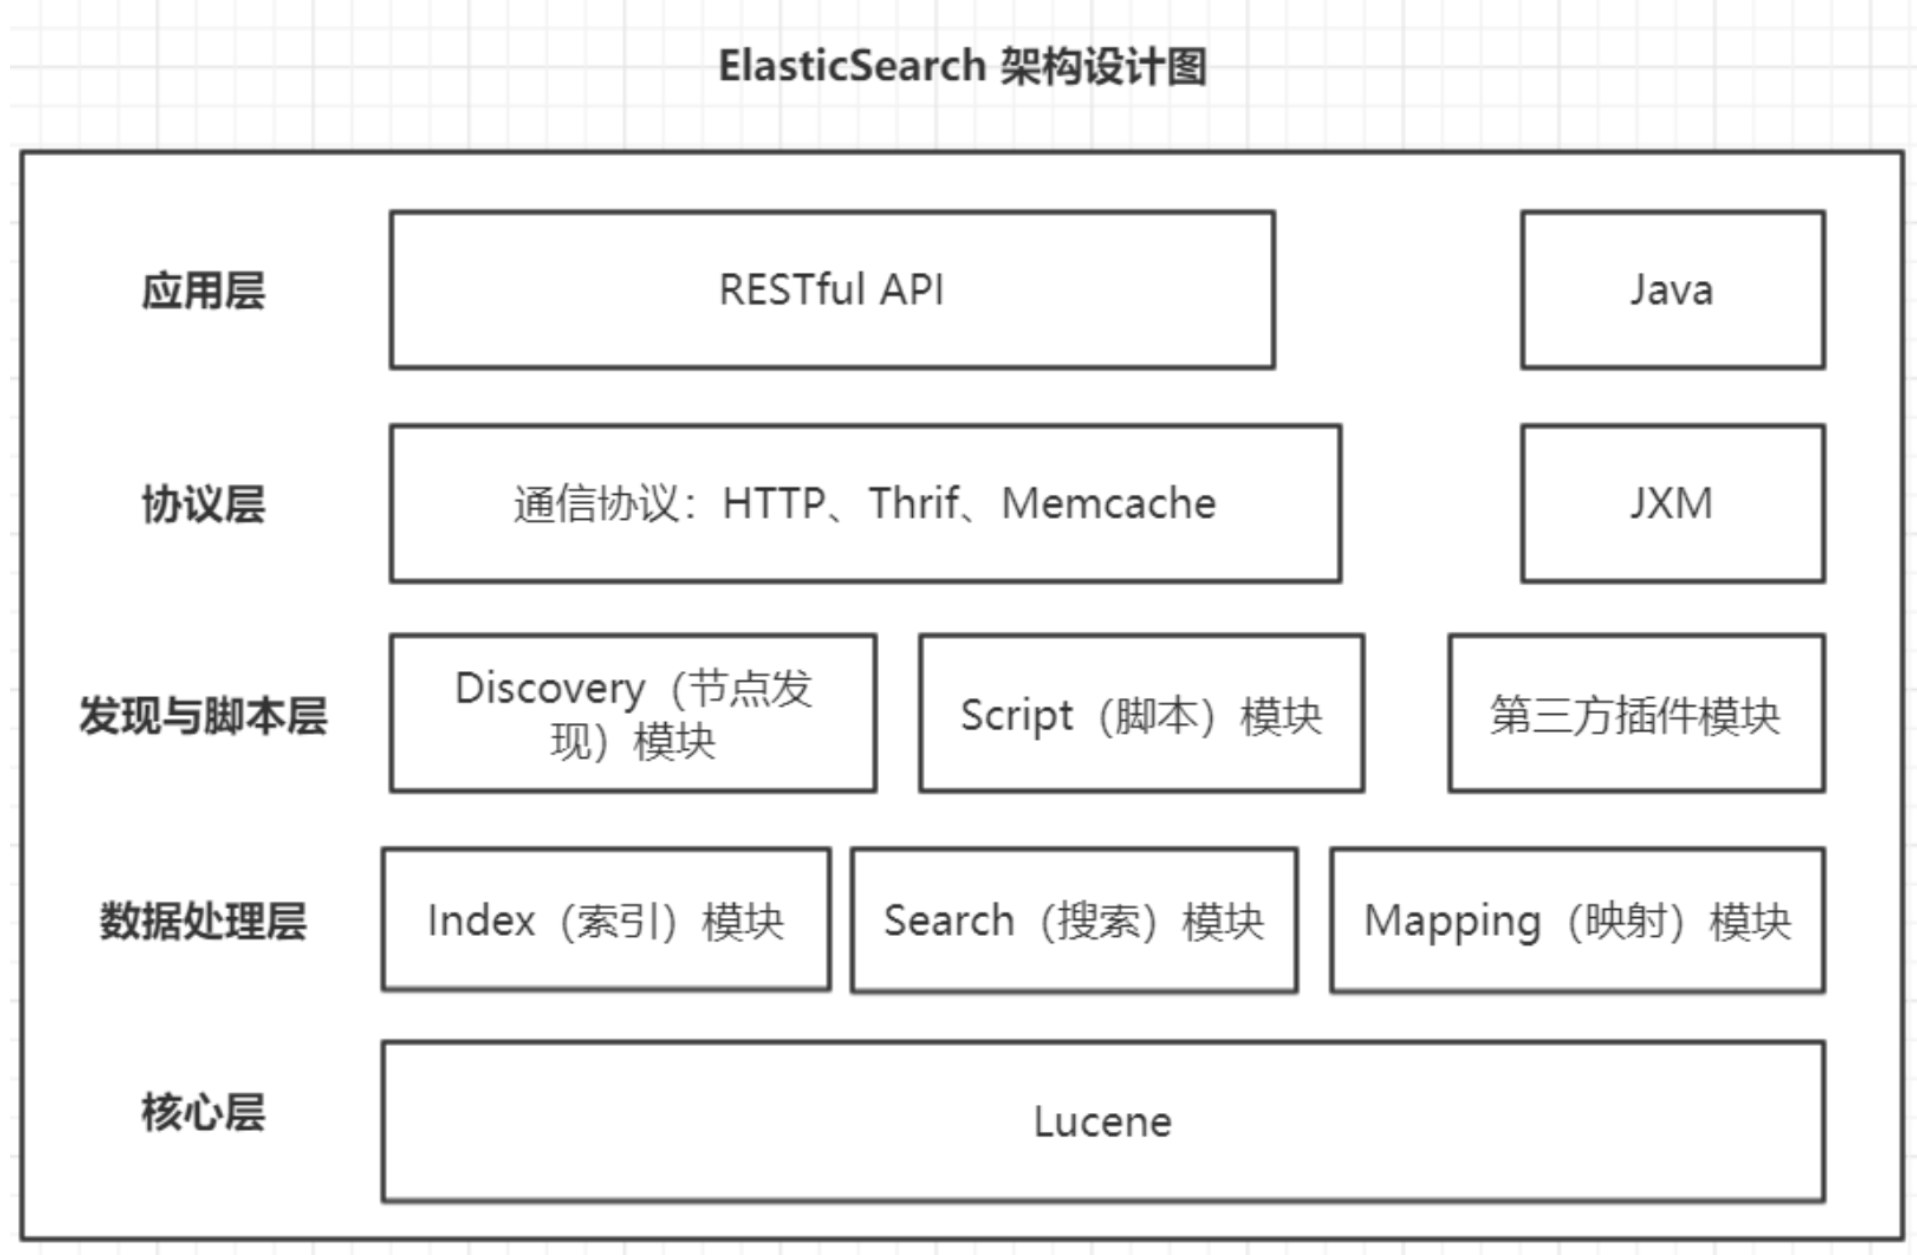 ElasticSearch 架构设计图
应用层
RESTful API
Java
协议层
通信协议：HTTP、Thrif、Memcache
JXM
发现与脚本层
Discovery（节点发
现）模块
Script（脚本）模块
第三方插件模块
数据处理层
Index（索引）模块
Search（搜索）模块
Mapping（映射）模块
核心层
Lucene